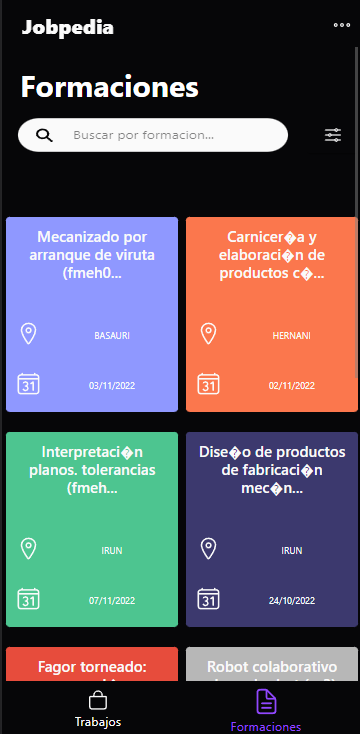 Jobpedia
Formaciones
Buscar por formacion...
Mecanizado por
arranque de viruta
(fmeh0...
BASAURI
31
03/11/2022
Carnicer�a y
elaboraci�n de
productos c�...
HERNANI
31
02/11/2022
Interpretaci�n
planos. tolerancias
(fmeh...
IRUN
31
07/11/2022
Dise�o de productos
de fabricaci�n
mec�n...
IRUN
31
24/10/2022
Fagor torneado:
Robot colaborativo
Trabajos
Formaciones